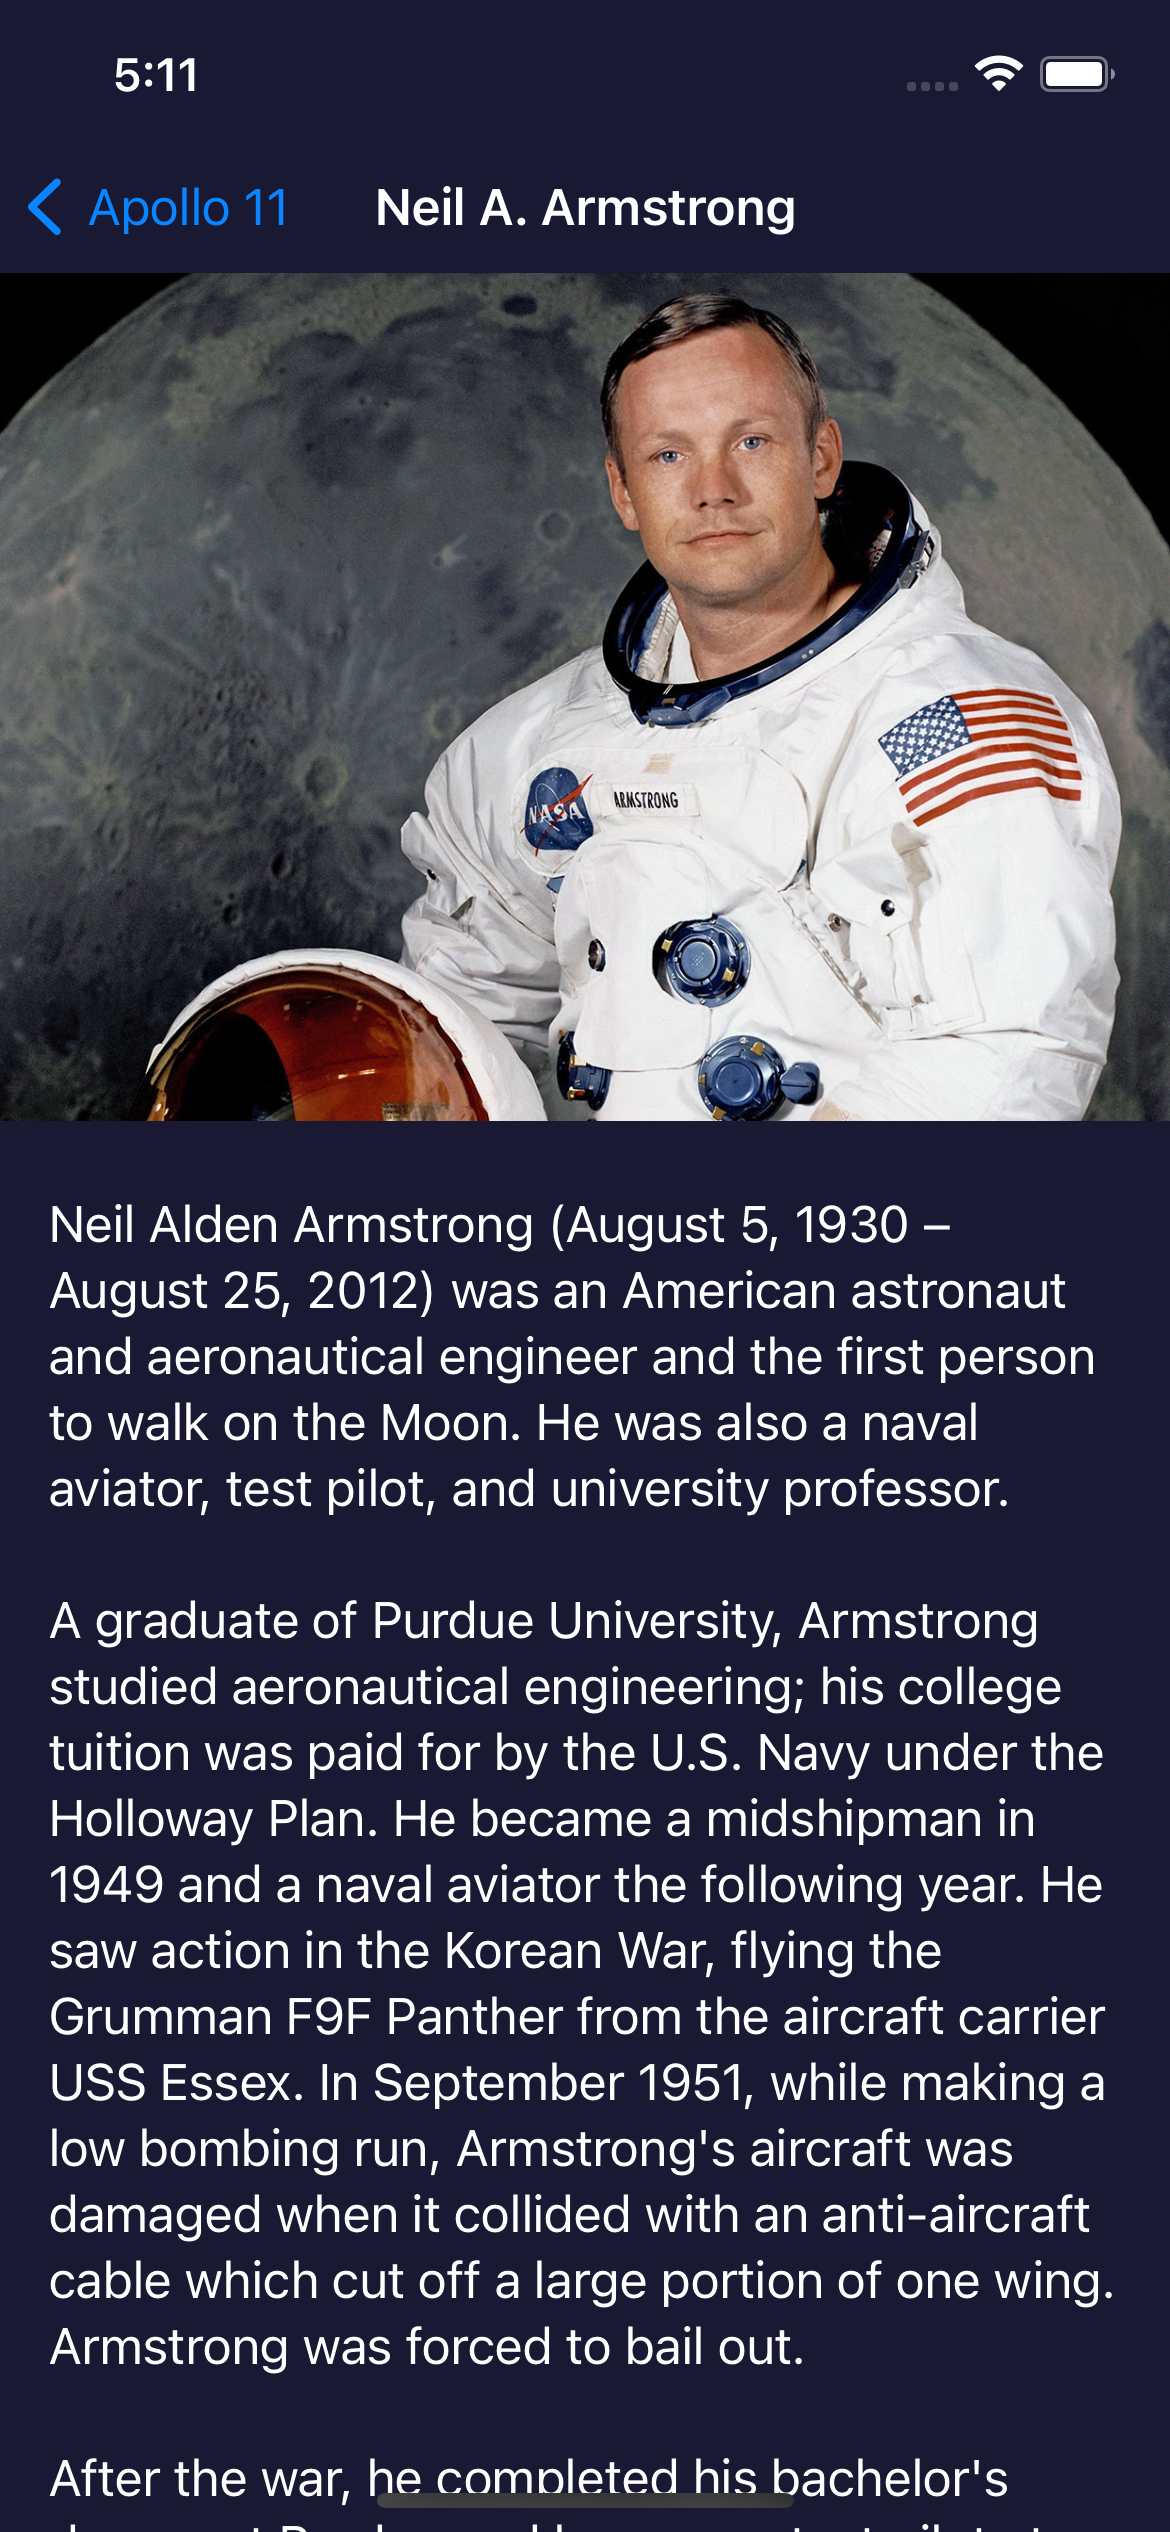 5:11
Apollo 11
Neil A. Armstrong
NASA
ARMSTRONG
Neil Alden Armstrong (August 5, 1930 –
August 25, 2012) was an American astronaut
and aeronautical engineer and the first person
to walk on the Moon. He was also a naval
aviator, test pilot, and university professor.
A graduate of Purdue University, Armstrong
studied aeronautical engineering; his college
tuition was paid for by the U.S. Navy under the
Holloway Plan. He became a midshipman in
1949 and a naval aviator the following year. He
saw action in the Korean War, flying the
Grumman F9F Panther from the aircraft carrier
USS Essex. In September 1951, while making a
low bombing run, Armstrong's aircraft was
damaged when it collided with an anti-aircraft
cable which cut off a large portion of one wing.
Armstrong was forced to bail out.
After the war, he completed his bachelor's